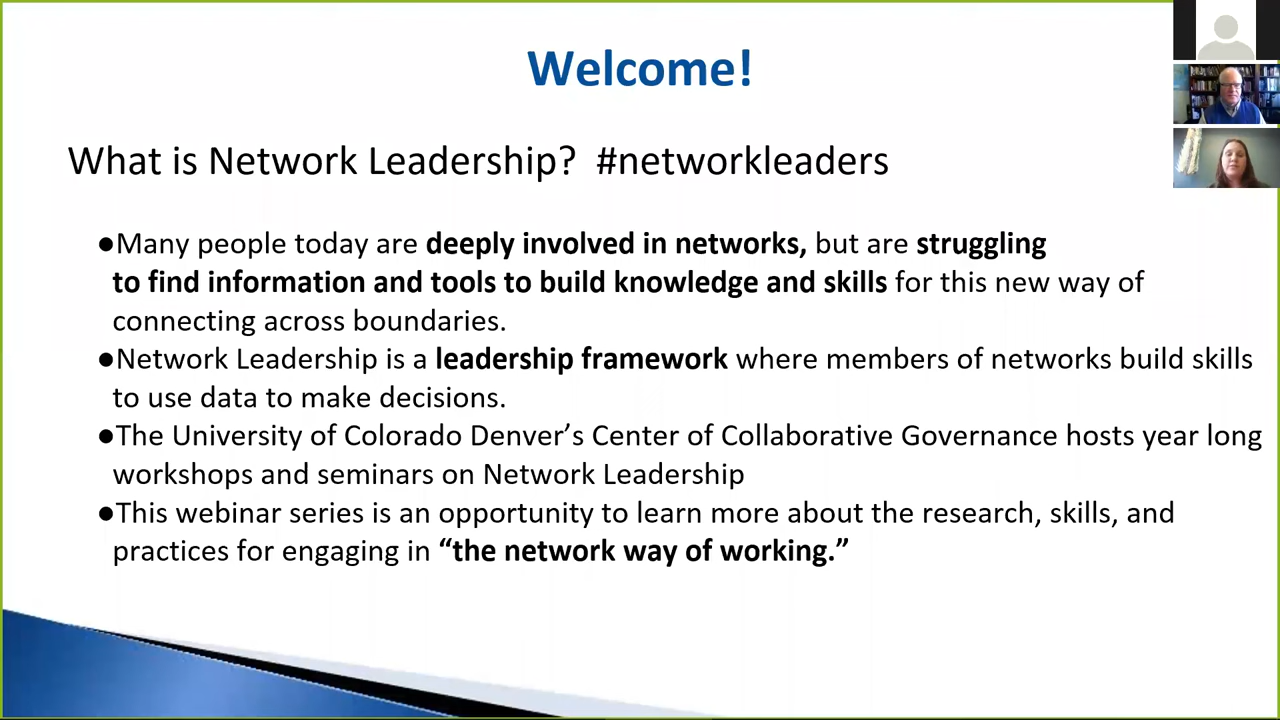 Welcome!
What is Network Leadership?  #networkleaders
●Many people today are deeply involved in networks, but are struggling
to find information and tools to build knowledge and skills for this new way of
connecting across boundaries.
●Network Leadership is a leadership framework where members of networks build skills
to use data to make decisions.
●The University of Colorado Denver’s Center of Collaborative Governance hosts year long
workshops and seminars on Network Leadership
●This webinar series is an opportunity to learn more about the research, skills, and
practices for engaging in “the network way of working.”